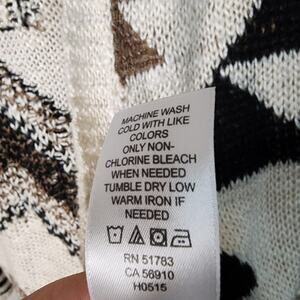 MACHINE WASH
COLD WITH LIKE
COLORS
ONLY NON-
CHLORINE BLEACH
WHEN NEEDED
TUMBLE DRY LOW
WARM IRON IF
NEEDED
RN 51783
CA 56910
H0515